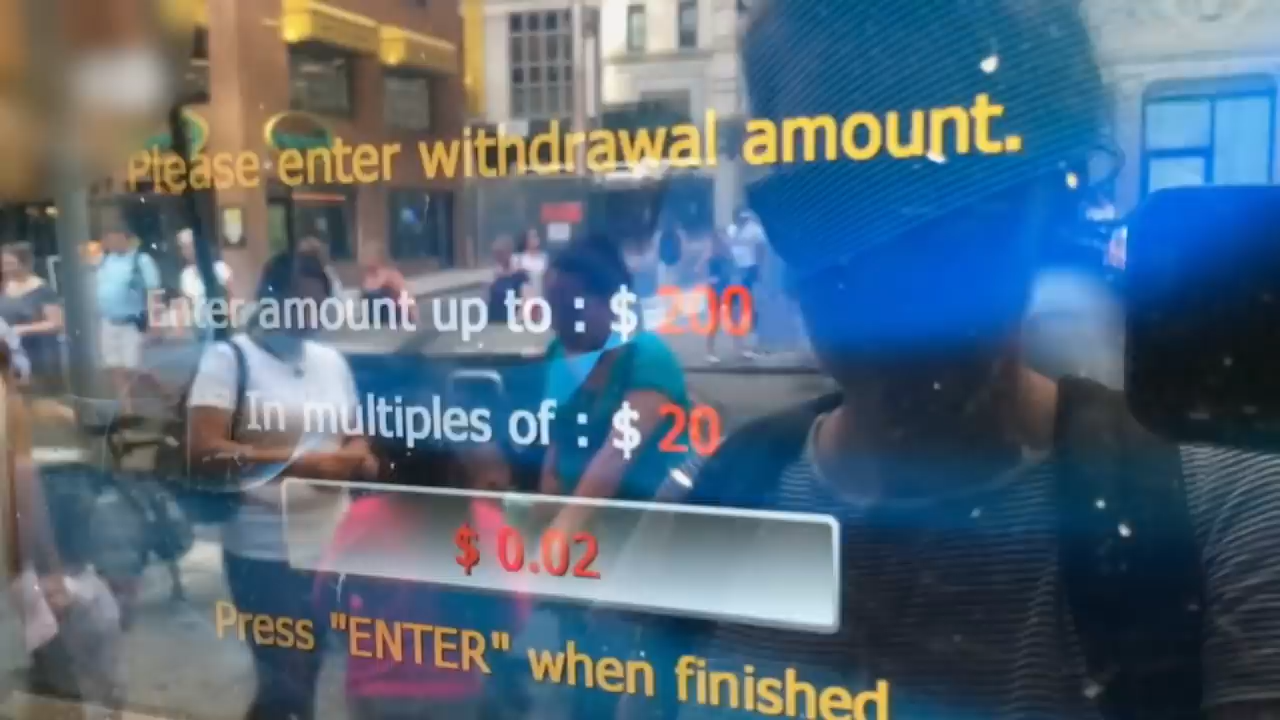 Please enter withdrawal amount.
Enter amount up to : $ 200
In multiples of : $ 20
$ 0.02
Press "ENTER" when finished